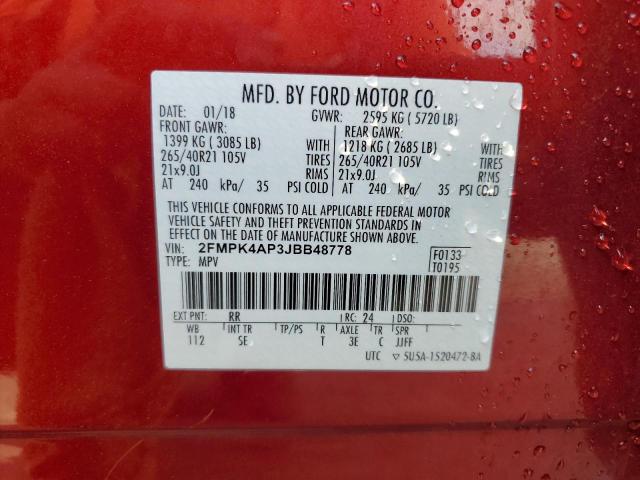 MFD. BY FORD MOTOR CO.
DATE: 01/18 GVWR: 2595 KG ( 5720 LB)
FRONT GAWR: REAR GAWR:
1399 KG ( 3085 LB) WITH 1218 KG ( 2685 LB) WITH
265/40R21 105V TIRES 265/40R21 105V TIRES
21x9.0J RIMS 21x9.0J RIMS
AT 240 kPa/ 35 PSI COLD AT 240 kPa/ 35 PSI COLD
THIS VEHICLE CONFORMS TO ALL APPLICABLE FEDERAL MOTOR
VEHICLE SAFETY AND THEFT PREVENTION STANDARDS IN
EFFECT ON THE DATE OF MANUFACTURE SHOWN ABOVE.
VIN: 2FMPK4AP3JBB48778 F0133
TYPE: MPV T0195
EXT PNT: RR RC: 24 DSO:
WB INT TR TP/PS R AXLE TR SPR
112 SE T 3E C JJFF
UTC ▽ 5U5A-1520472-BA